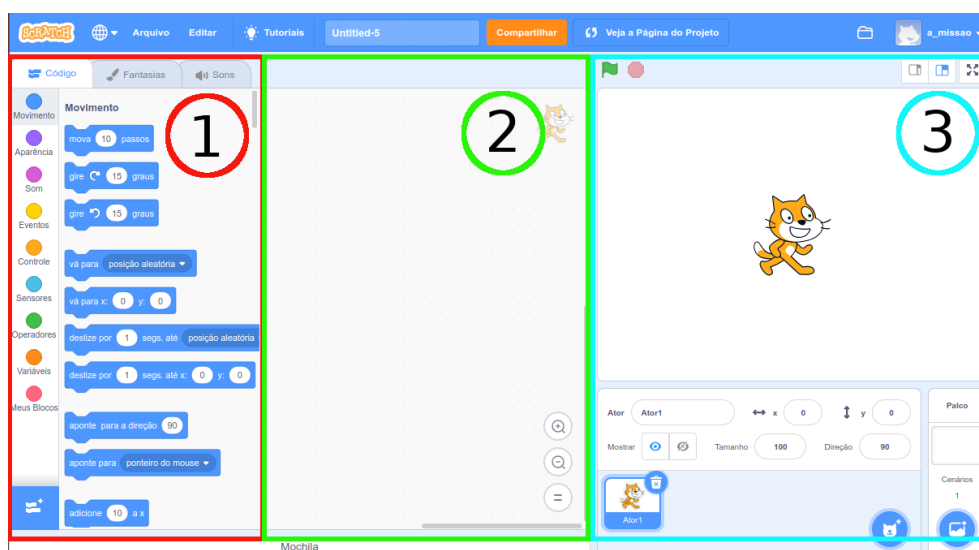 SCRATCH Arquivo Editar Tutoriais Untitled-5 Compartilhar Veja a Página do Projeto a_missao
Código Fantasias Sons
1
2
3
Movimento
Aparência
Som
Eventos
Controle
Sensores
Operadores
Variáveis
Meus Blocos
Movimento
mova 10 passos
gire 15 graus
gire 15 graus
vá para posição aleatória
vá para x: 0 y: 0
deslize por 1 segs. até posição aleatória
deslize por 1 segs. até x: 0 y: 0
aponte para a direção 90
aponte para ponteiro do mouse
adicione 10 a x
Mochila
Ator Ator1 x 0 y 0
Mostrar Tamanho 100 Direção 90
Ator1
Palco
Cenários
1